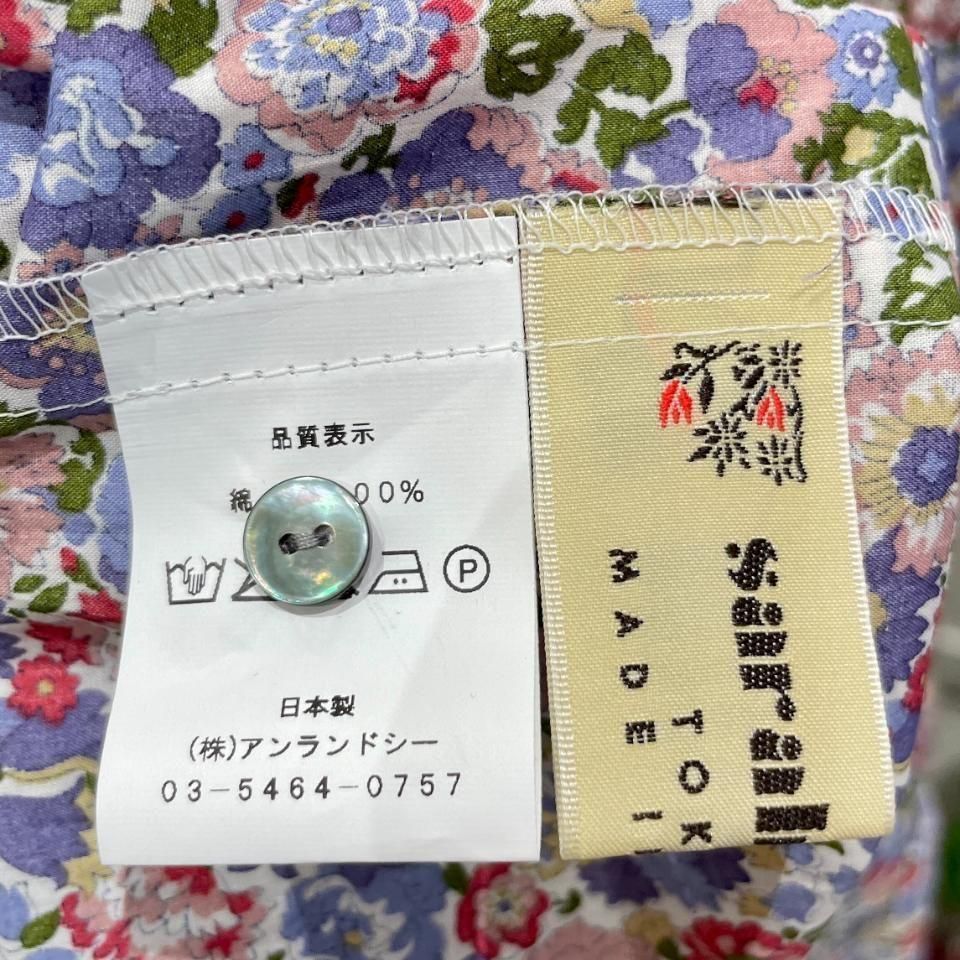 品質表示
綿 00%
P
日本製
(株)アンランドシー
03-5464-0757
TOK
MADE I